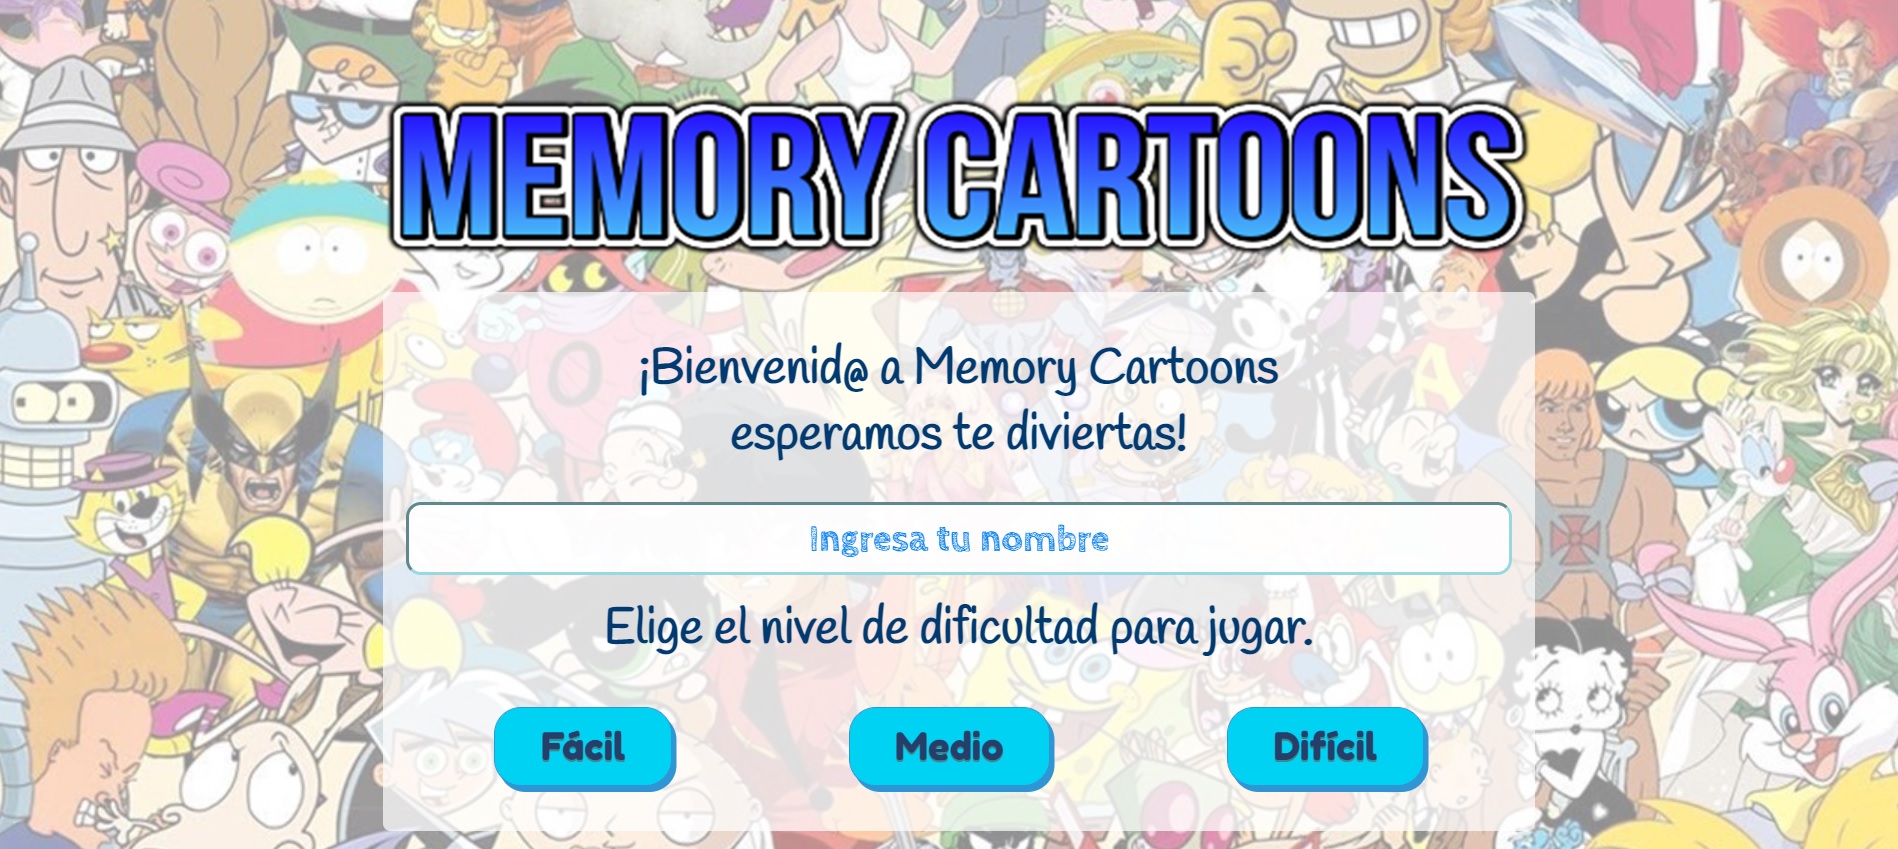 MEMORY CARTOONS
¡Bienvenid@ a Memory Cartoons
esperamos te diviertas!
Ingresa tu nombre
Elige el nivel de dificultad para jugar.
Fácil
Medio
Difícil